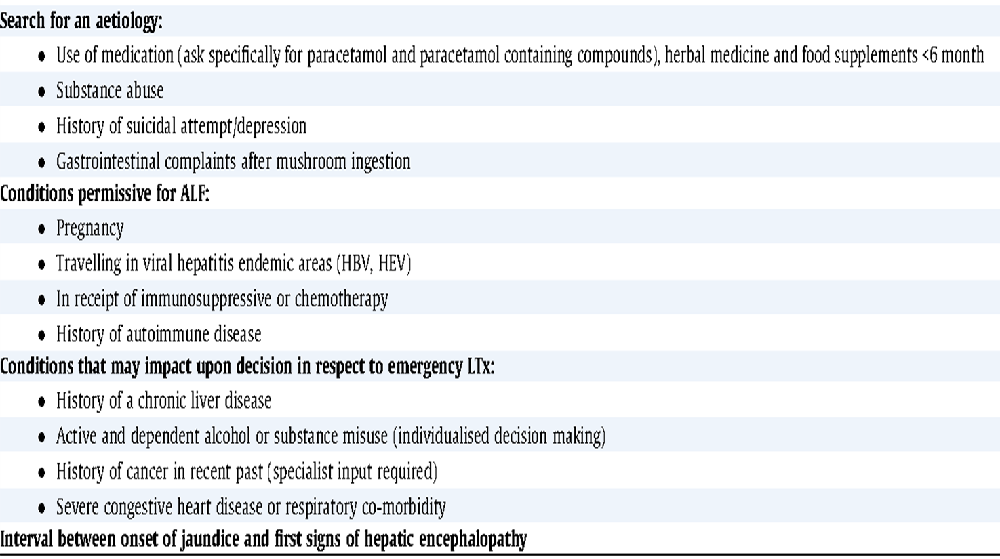 Search for an aetiology:
● Use of medication (ask specifically for paracetamol and paracetamol containing compounds), herbal medicine and food supplements <6 month
● Substance abuse
● History of suicidal attempt/depression
● Gastrointestinal complaints after mushroom ingestion
Conditions permissive for ALF:
● Pregnancy
● Travelling in viral hepatitis endemic areas (HBV, HEV)
● In receipt of immunosuppressive or chemotherapy
● History of autoimmune disease
Conditions that may impact upon decision in respect to emergency LTx:
● History of a chronic liver disease
● Active and dependent alcohol or substance misuse (individualised decision making)
● History of cancer in recent past (specialist input required)
● Severe congestive heart disease or respiratory co-morbidity
Interval between onset of jaundice and first signs of hepatic encephalopathy